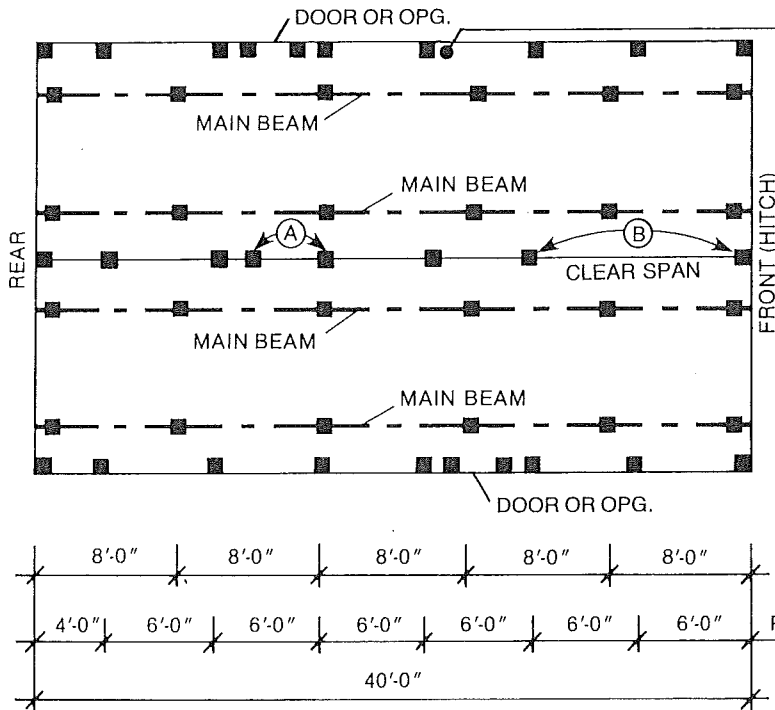 DOOR OR OPG.
MAIN BEAM
MAIN BEAM
REAR
A
B
CLEAR SPAN
FRONT (HITCH)
MAIN BEAM
MAIN BEAM
DOOR OR OPG.
8'-0" 8'-0" 8'-0" 8'-0" 8'-0"
4'-0" 6'-0" 6'-0" 6'-0" 6'-0" 6'-0" 6'-0"
40'-0"